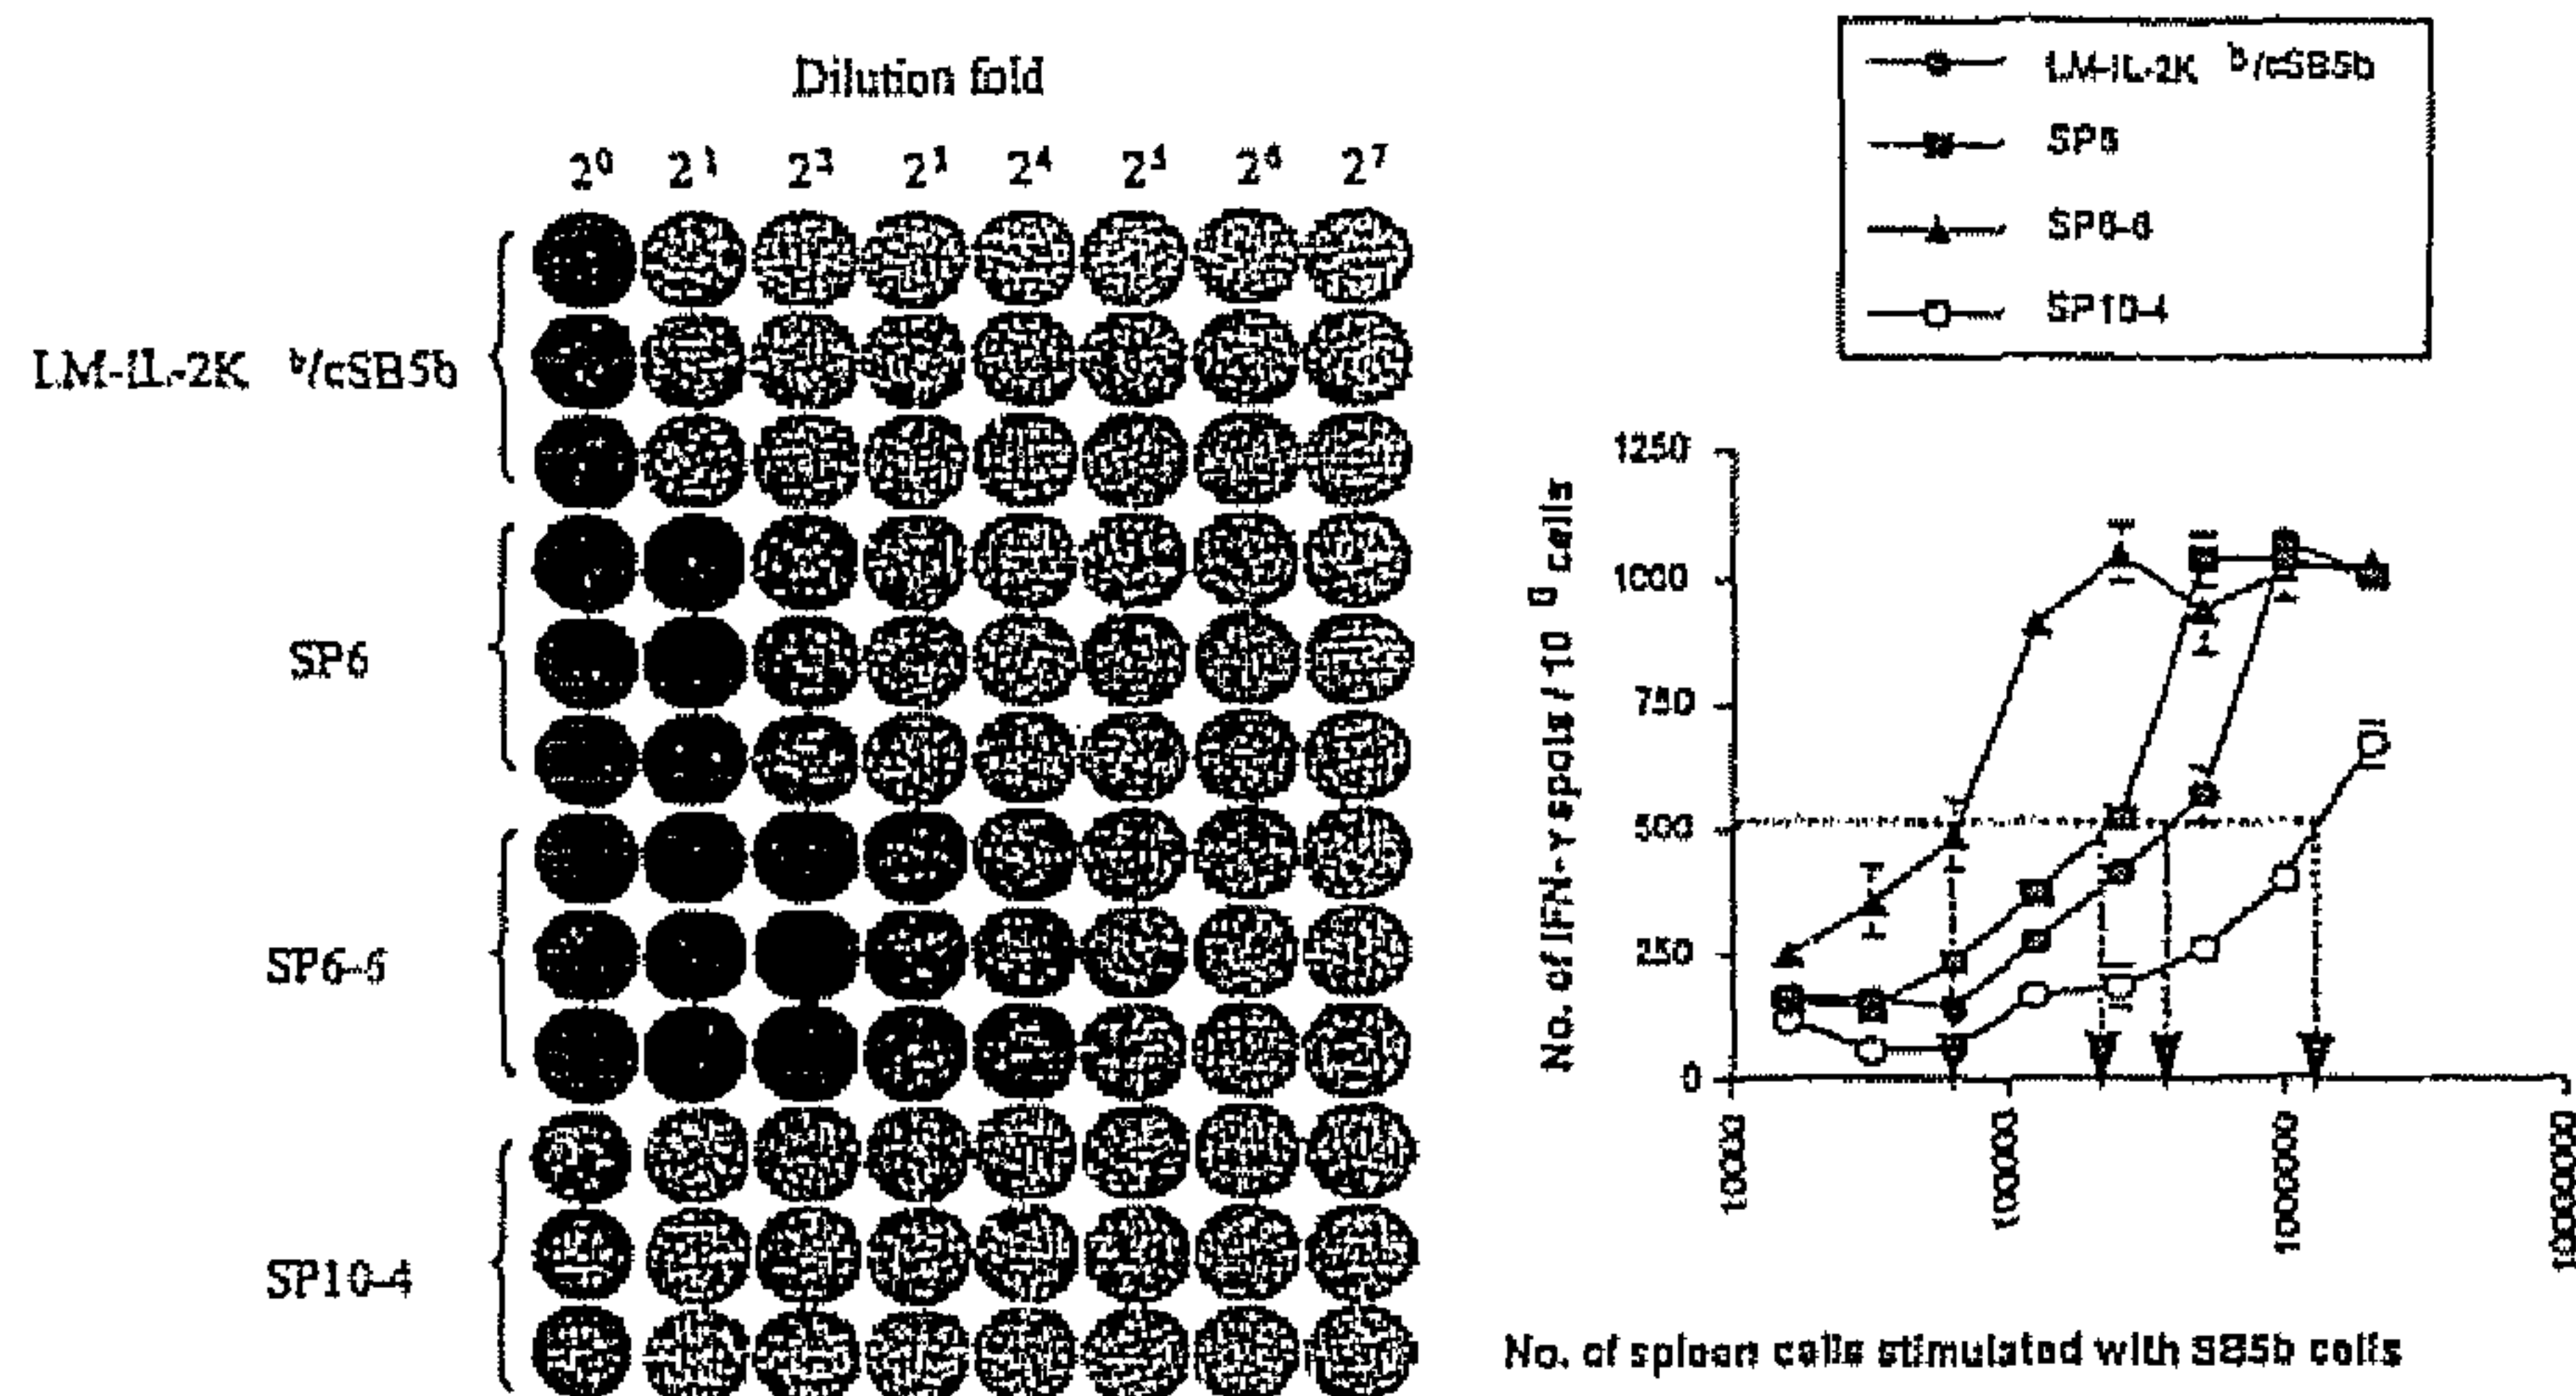 Dilution fold
2⁰ 2¹ 2² 2³ 2⁴ 2⁵ 2⁶ 2⁷
LM-IL-2K b/cSB5b
SP6
SP6-6
SP10-4
LM-IL-2K b/cSB5b
SP6
SP6-6
SP10-4
1250
1000
750
500
250
0
No. of IFN-γ spots / 10 cells
10000
100000
1000000
10000000
No. of spleen cells stimulated with SB5b cells